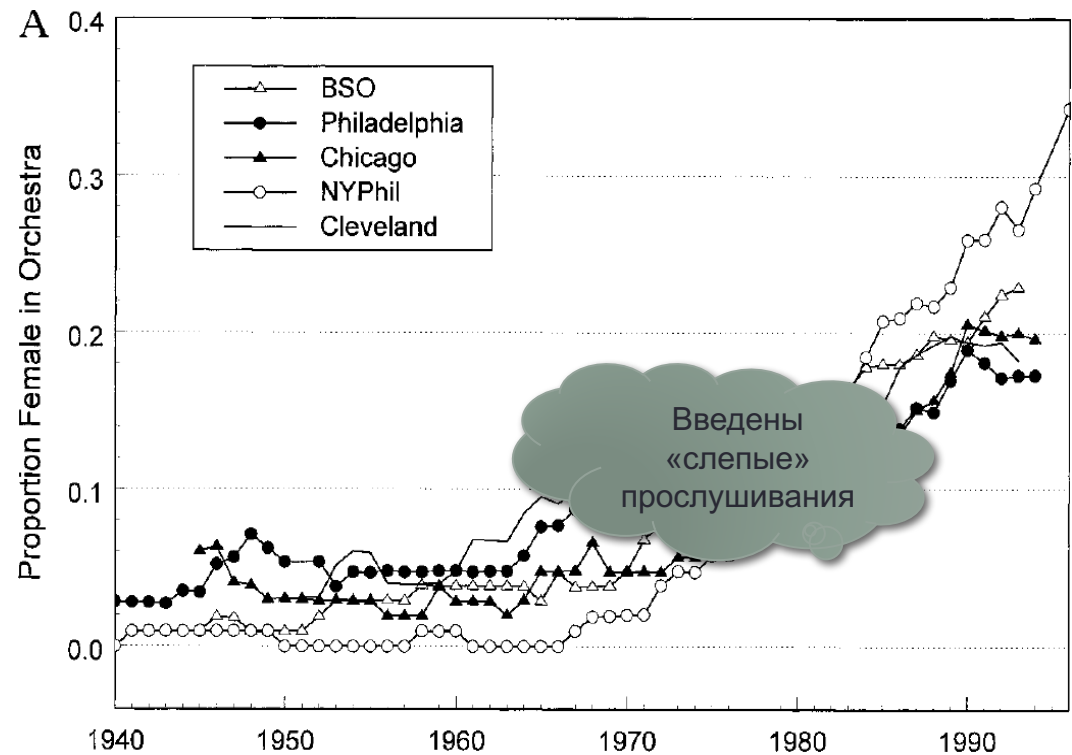 A
0.4
0.3
0.2
0.1
0.0
Proportion Female in Orchestra
BSO
Philadelphia
Chicago
NYPhil
Cleveland
Введены
«слепые»
прослушивания
1940 1950 1960 1970 1980 1990